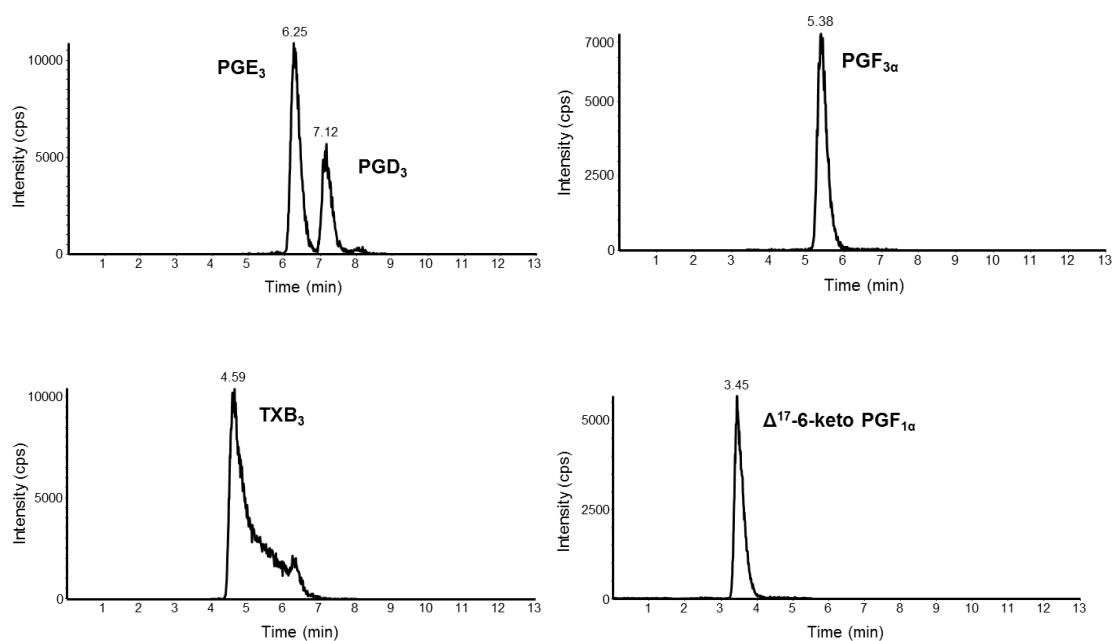 6.25
10000
PGE₃
7.12
5000
PGD₃
0
Intensity (cps)
1 2 3 4 5 6 7 8 9 10 11 12 13
Time (min)
5.38
7000
PGF₃α
5000
2500
0
Intensity (cps)
1 2 3 4 5 6 7 8 9 10 11 12 13
Time (min)
4.59
10000
TXB₃
5000
0
Intensity (cps)
1 2 3 4 5 6 7 8 9 10 11 12 13
Time (min)
3.45
5000
Δ¹⁷-6-keto PGF₁α
2500
0
Intensity (cps)
1 2 3 4 5 6 7 8 9 10 11 12 13
Time (min)